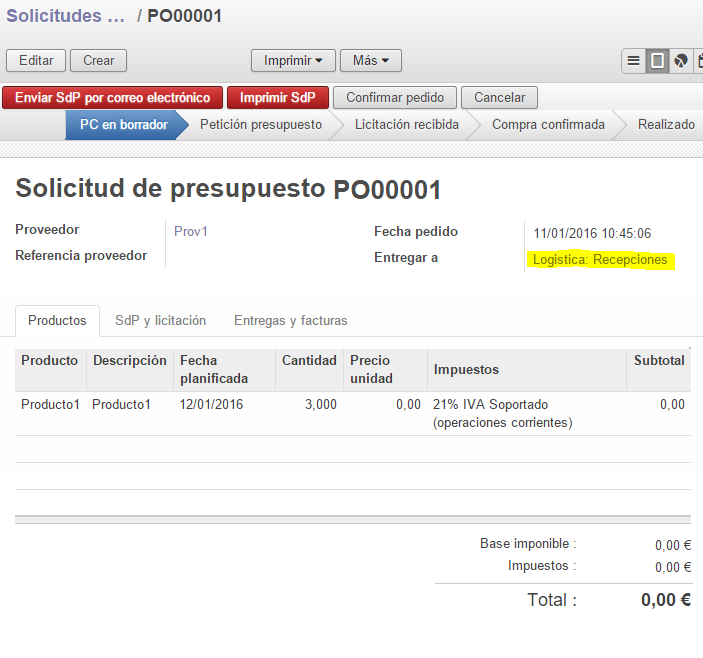 Solicitudes ... / PO00001
Editar Crear Imprimir Más
Enviar SdP por correo electrónico Imprimir SdP Confirmar pedido Cancelar
PC en borrador Petición presupuesto Licitación recibida Compra confirmada Realizado
Solicitud de presupuesto PO00001
Proveedor Prov1 Fecha pedido 11/01/2016 10:45:06
Referencia proveedor Entregar a Logistica: Recepciones
Productos SdP y licitación Entregas y facturas
Producto Descripción Fecha planificada Cantidad Precio unidad Impuestos Subtotal
Producto1 Producto1 12/01/2016 3,000 0,00 21% IVA Soportado (operaciones corrientes) 0,00
Base imponible : 0,00 €
Impuestos : 0,00 €
Total : 0,00 €